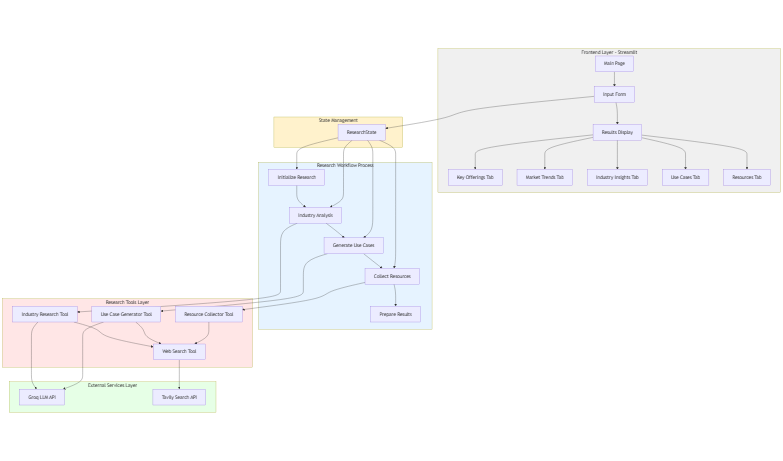 Frontend Layer - Streamlit
Main Page
Input Form
Results Display
Key Offerings Tab
Market Trends Tab
Industry Insights Tab
Use Cases Tab
Resources Tab
State Management
ResearchState
Research Workflow Process
Initialize Research
Industry Analysis
Generate Use Cases
Collect Resources
Prepare Results
Research Tools Layer
Industry Research Tool
Use Case Generator Tool
Resource Collector Tool
Web Search Tool
External Services Layer
Groq LLM API
Tavily Search API